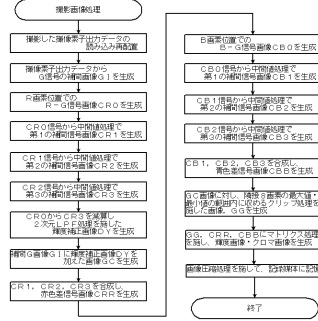 撮影画像処理
撮影した撮像素子出力データの
読み込み再配置
撮像素子出力データから
G信号の補間画像GIを生成
R画素位置での
R−G信号画像CR0を生成
CR0信号から中間値処理で
第1の補間信号画像CR1を生成
CR1信号から中間値処理で
第2の補間信号画像CR2を生成
CR2信号から中間値処理で
第3の補間信号画像CR3を生成
CR0からCR3を減算し
2次元LPF処理を施した
輝度補正画像DYを生成
補間G画像GIに輝度補正画像DYを
加えた画像GCを生成
CR1,CR2,CR3を合成し、
赤色差信号画像CRRを生成
B画素位置での
B−G信号画像CB0を生成
CB0信号から中間値処理で
第1の補間信号画像CB1を生成
CB1信号から中間値処理で
第2の補間信号画像CB2を生成
CB2信号から中間値処理で
第3の補間信号画像CB3を生成
CB1,CB2,CB3を合成し、
青色差信号画像CBBを生成
GC画像に対し、隣接8画素の最大値・
最小値の範囲内に収めるクリップ処理を
施した画像、GGを生成
GG、CRR、CBBにマトリクス処理
を施し、輝度画像・クロマ画像を生成
画像圧縮処理を施して、記録媒体に記憶
終了